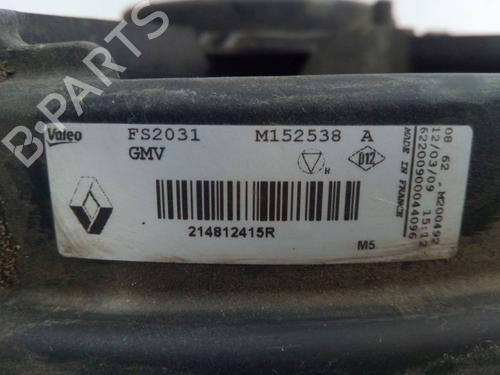 Valeo FS2031 M152538 A
GMV
H
D12
214812415R
M5
08 62 M200492
12/03/09 15:12
62200900044096
MADE IN FRANCE
B-PARTS